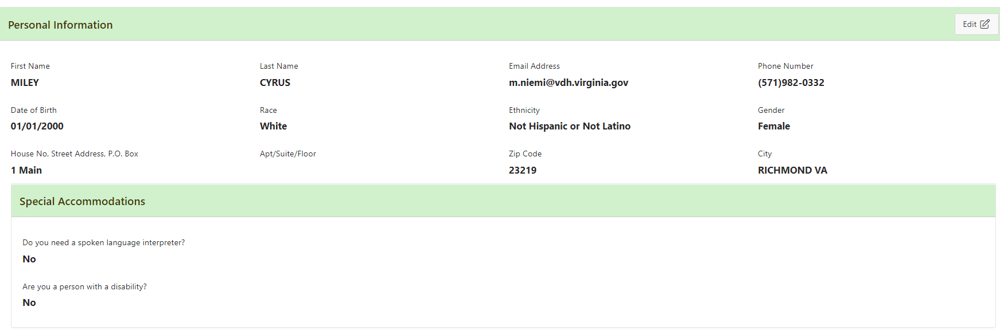 Personal Information
Edit
First Name Last Name Email Address Phone Number
MILEY CYRUS m.niemi@vdh.virginia.gov (571)982-0332
Date of Birth Race Ethnicity Gender
01/01/2000 White Not Hispanic or Not Latino Female
House No, Street Address, P.O. Box Apt/Suite/Floor Zip Code City
1 Main 23219 RICHMOND VA
Special Accommodations
Do you need a spoken language interpreter?
No
Are you a person with a disability?
No